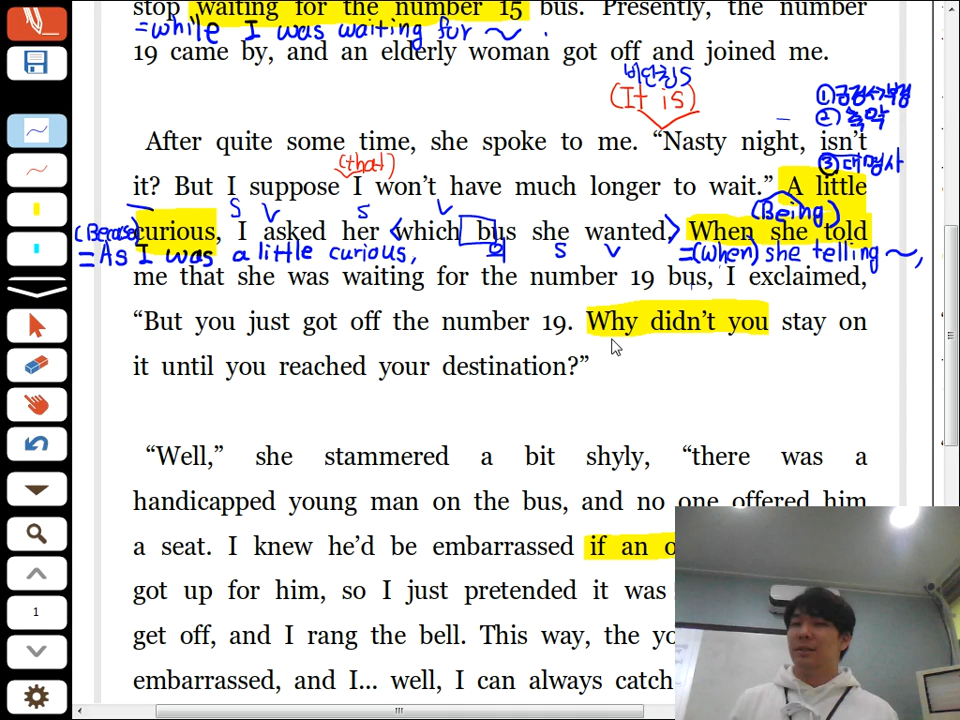 stop waiting for the number 15 bus. Presently, the number
=while I was waiting for ~ .
19 came by, and an elderly woman got off and joined me.
비인칭S
(It is)
①긍정↔부정
②축약
③대명사
After quite some time, she spoke to me. “Nasty night, isn’t
(that)
it? But I suppose I won’t have much longer to wait.” A little
S V S V
(Being)
curious, I asked her <which bus she wanted.> When she told
(Because)
=As I was a little curious,
S V
=(when) she telling ~,
me that she was waiting for the number 19 bus, I exclaimed,
“But you just got off the number 19. Why didn’t you stay on
it until you reached your destination?”
“Well,” she stammered a bit shyly, “there was a
handicapped young man on the bus, and no one offered him
a seat. I knew he’d be embarrassed if an
got up for him, so I just pretended it was
get off, and I rang the bell. This way, the
embarrassed, and I... well, I can always catch
1